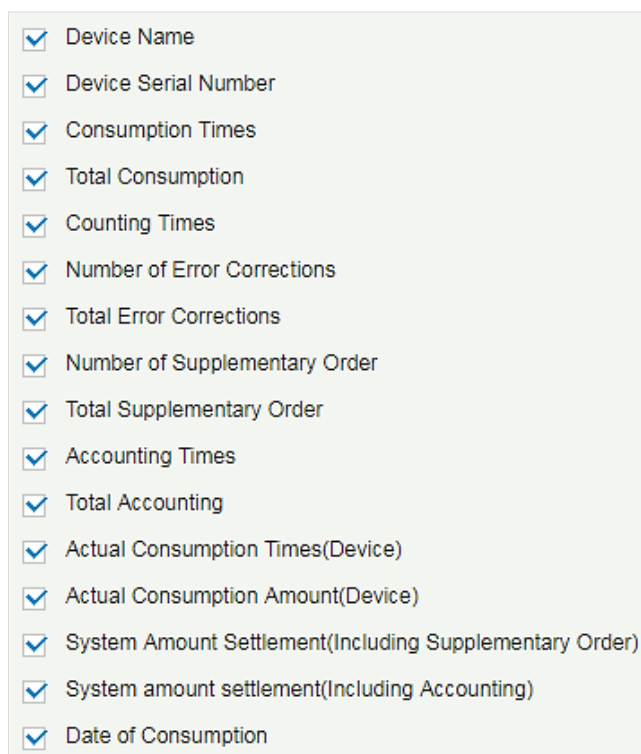 Device Name
Device Serial Number
Consumption Times
Total Consumption
Counting Times
Number of Error Corrections
Total Error Corrections
Number of Supplementary Order
Total Supplementary Order
Accounting Times
Total Accounting
Actual Consumption Times(Device)
Actual Consumption Amount(Device)
System Amount Settlement(Including Supplementary Order)
System amount settlement(Including Accounting)
Date of Consumption